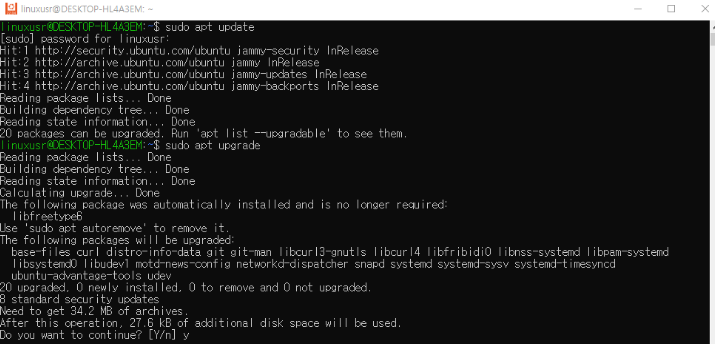 linuxusr@DESKTOP-HL4A3EM: ~
linuxusr@DESKTOP-HL4A3EM:~$ sudo apt update
[sudo] password for linuxusr:
Hit:1 http://security.ubuntu.com/ubuntu jammy-security InRelease
Hit:2 http://archive.ubuntu.com/ubuntu jammy InRelease
Hit:3 http://archive.ubuntu.com/ubuntu jammy-updates InRelease
Hit:4 http://archive.ubuntu.com/ubuntu jammy-backports InRelease
Reading package lists... Done
Building dependency tree... Done
Reading state information... Done
20 packages can be upgraded. Run 'apt list --upgradable' to see them.
linuxusr@DESKTOP-HL4A3EM:~$ sudo apt upgrade
Reading package lists... Done
Building dependency tree... Done
Reading state information... Done
Calculating upgrade... Done
The following package was automatically installed and is no longer required:
  libfreetype6
Use 'sudo apt autoremove' to remove it.
The following packages will be upgraded:
  base-files curl distro-info-data git git-man libcurl3-gnutls libcurl4 libfribidi0 libnss-systemd libpam-systemd
  libsystemd0 libudev1 motd-news-config networkd-dispatcher snapd systemd systemd-sysv systemd-timesyncd
  ubuntu-advantage-tools udev
20 upgraded, 0 newly installed, 0 to remove and 0 not upgraded.
8 standard security updates
Need to get 34.2 MB of archives.
After this operation, 27.6 kB of additional disk space will be used.
Do you want to continue? [Y/n] y